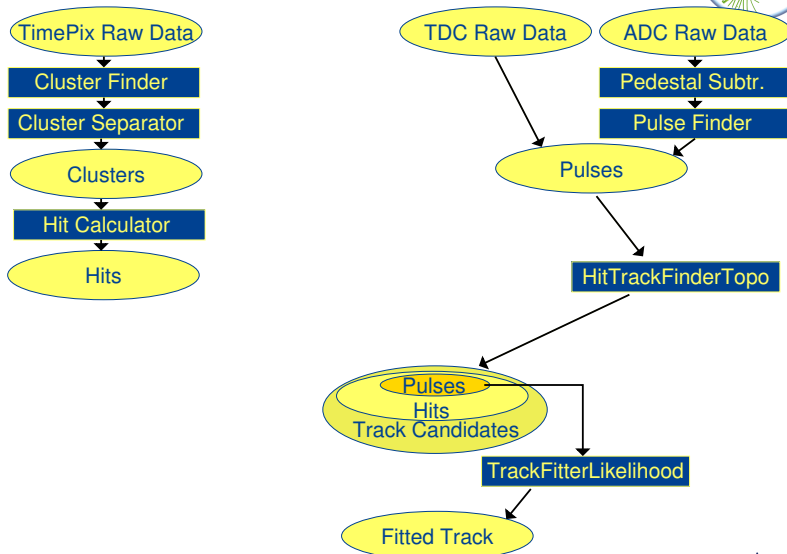 TimePix Raw Data
Cluster Finder
Cluster Separator
Clusters
Hit Calculator
Hits
TDC Raw Data
ADC Raw Data
Pedestal Subtr.
Pulse Finder
Pulses
HitTrackFinderTopo
Pulses
Hits
Track Candidates
TrackFitterLikelihood
Fitted Track